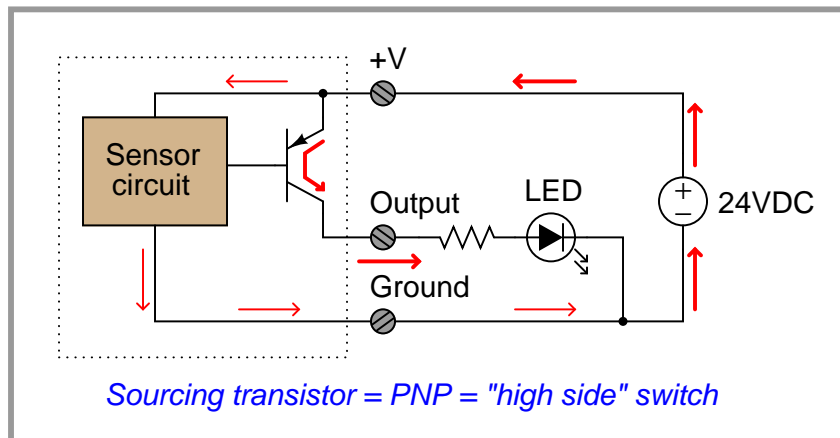 +V
Sensor
circuit
Output
LED
+
−
24VDC
Ground
Sourcing transistor = PNP = "high side" switch